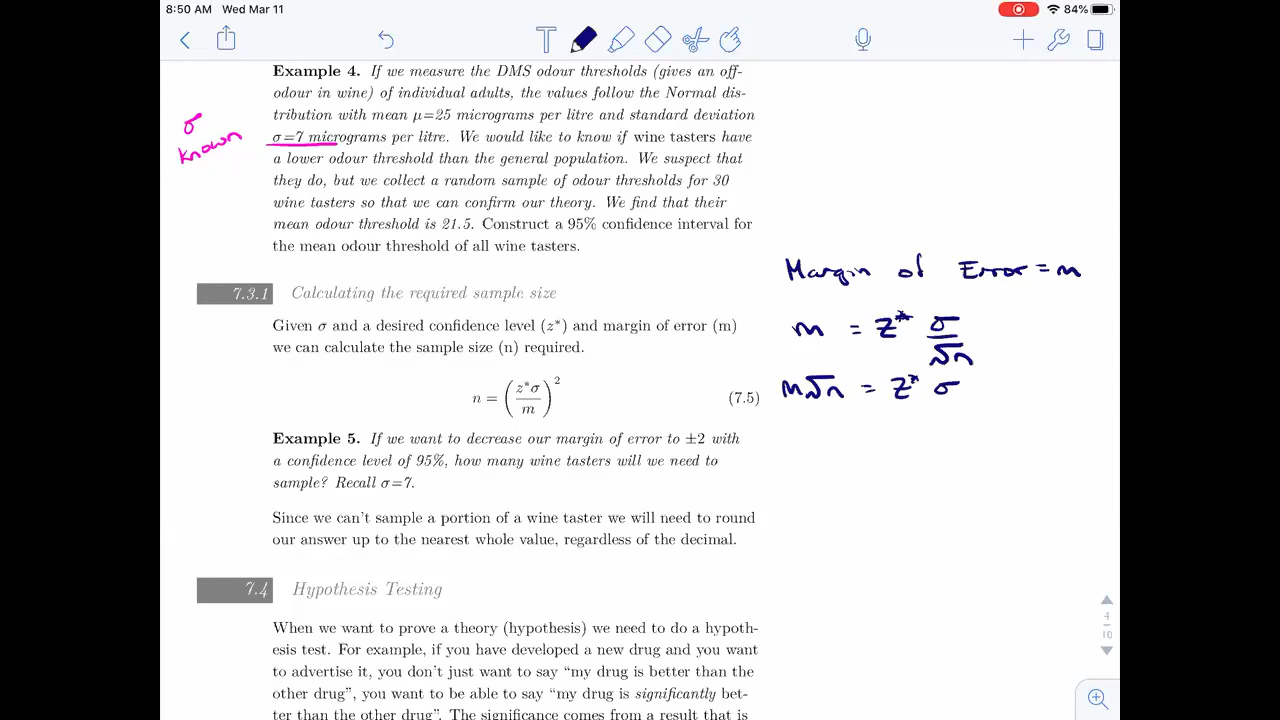 8:50 AM Wed Mar 11
84%
Example 4. If we measure the DMS odour thresholds (gives an off-
odour in wine) of individual adults, the values follow the Normal dis-
tribution with mean μ=25 micrograms per litre and standard deviation
σ=7 micrograms per litre. We would like to know if wine tasters have
a lower odour threshold than the general population. We suspect that
they do, but we collect a random sample of odour thresholds for 30
wine tasters so that we can confirm our theory. We find that their
mean odour threshold is 21.5. Construct a 95% confidence interval for
the mean odour threshold of all wine tasters.
σ
known
7.3.1 Calculating the required sample size
Given σ and a desired confidence level (z*) and margin of error (m)
we can calculate the sample size (n) required.
n = (z*σ/m)² (7.5)
Margin of Error = m
m = z* σ/√n
m√n = z* σ
Example 5. If we want to decrease our margin of error to ±2 with
a confidence level of 95%, how many wine tasters will we need to
sample? Recall σ=7.
Since we can't sample a portion of a wine taster we will need to round
our answer up to the nearest whole value, regardless of the decimal.
7.4 Hypothesis Testing
When we want to prove a theory (hypothesis) we need to do a hypoth-
esis test. For example, if you have developed a new drug and you want
to advertise it, you don't just want to say "my drug is better than the
other drug", you want to be able to say "my drug is significantly bet-
ter than the other drug". The significance comes from a result that is
4
10